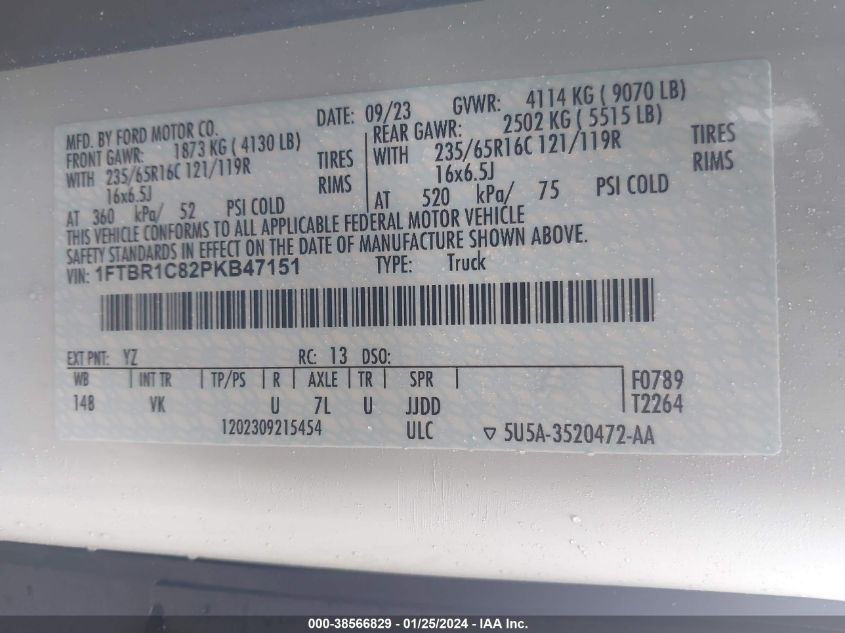 MFD. BY FORD MOTOR CO. DATE: 09/23 GVWR: 4114 KG ( 9070 LB)
FRONT GAWR: 1873 KG ( 4130 LB) REAR GAWR: 2502 KG ( 5515 LB)
WITH 235/65R16C 121/119R TIRES WITH 235/65R16C 121/119R TIRES
16x6.5J RIMS 16x6.5J RIMS
AT 360 kPa/ 52 PSI COLD AT 520 kPa/ 75 PSI COLD
THIS VEHICLE CONFORMS TO ALL APPLICABLE FEDERAL MOTOR VEHICLE
SAFETY STANDARDS IN EFFECT ON THE DATE OF MANUFACTURE SHOWN ABOVE.
VIN: 1FTBR1C82PKB47151 TYPE: Truck
EXT PNT: YZ RC: 13 DSO:
WB INT TR TP/PS R AXLE TR SPR F0789
148 VK U 7L U JJDD T2264
1202309215454 ULC ▽ 5U5A-3520472-AA
000-38566829 - 01/25/2024 - IAA Inc.